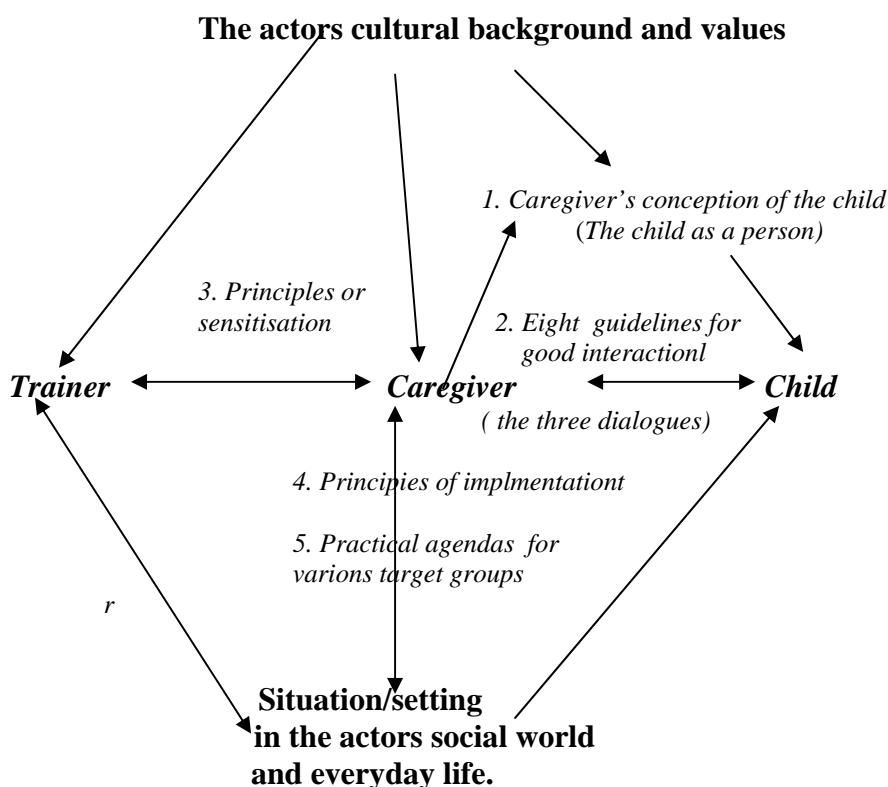 The actors cultural background and values
1. Caregiver's conception of the child
(The child as a person)
3. Principles or
sensitisation
2. Eight guidelines for
good interactionl
Trainer
Caregiver
Child
( the three dialogues)
4. Principies of implmentationt
5. Practical agendas for
varions target groups
r
Situation/setting
in the actors social world
and everyday life.